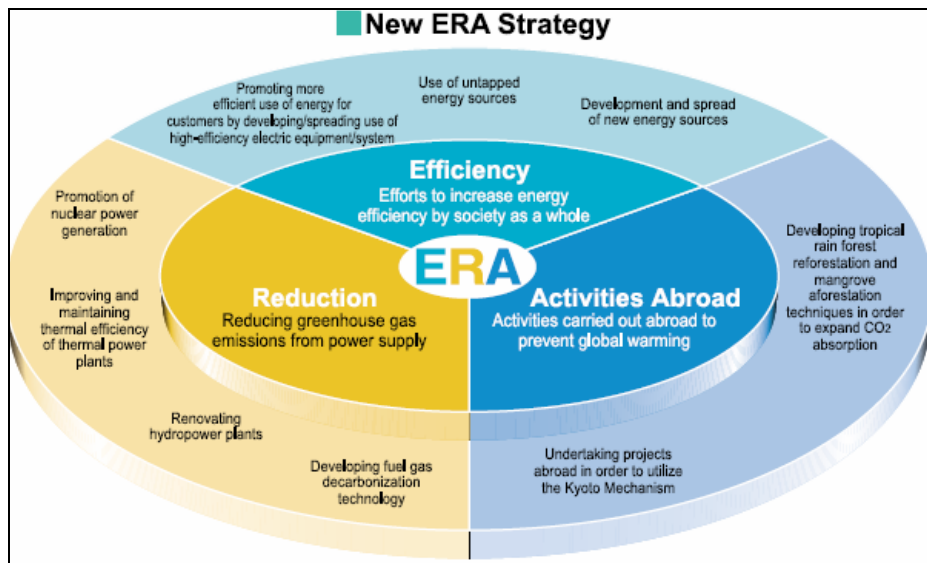 New ERA Strategy
Promoting more
efficient use of energy for
customers by developing/spreading use of
high-efficiency electric equipment/system
Use of untapped
energy sources
Development and spread
of new energy sources
Efficiency
Efforts to increase energy
efficiency by society as a whole
ERA
Promotion of
nuclear power
generation
Improving and
maintaining
thermal efficiency
of thermal power
plants
Renovating
hydropower plants
Developing fuel gas
decarbonization
technology
Reduction
Reducing greenhouse gas
emissions from power supply
Activities Abroad
Activities carried out abroad to
prevent global warming
Developing tropical
rain forest
reforestation and
mangrove
aforestation
techniques in order
to expand CO2
absorption
Undertaking projects
abroad in order to utilize
the Kyoto Mechanism